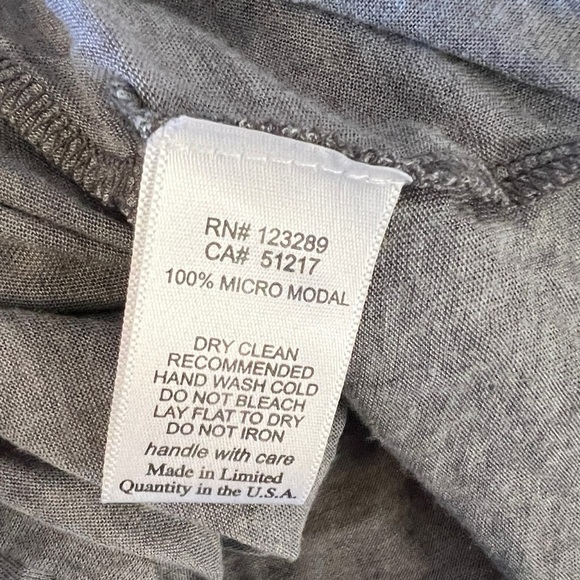 RN# 123289
CA# 51217
100% MICRO MODAL
DRY CLEAN
RECOMMENDED
HAND WASH COLD
DO NOT BLEACH
LAY FLAT TO DRY
DO NOT IRON
handle with care
Made in Limited
Quantity in the U.S.A.